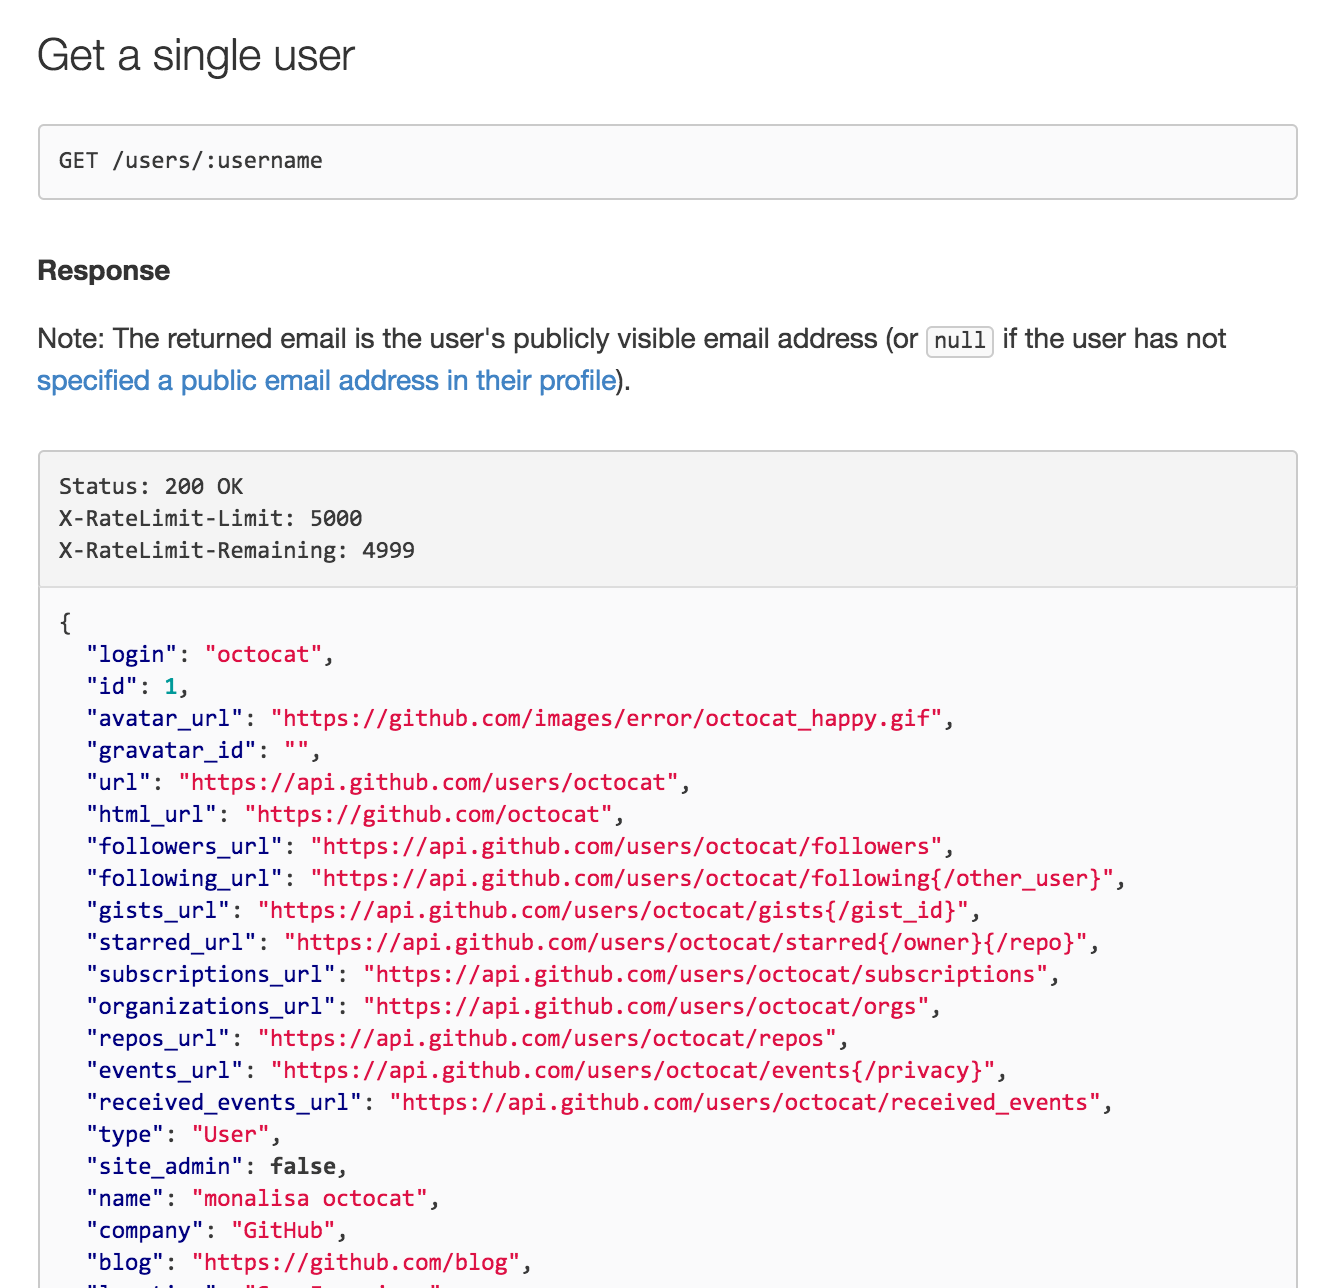 Get a single user
GET /users/:username
Response
Note: The returned email is the user's publicly visible email address (or null if the user has not
specified a public email address in their profile).
Status: 200 OK
X-RateLimit-Limit: 5000
X-RateLimit-Remaining: 4999
{
  "login": "octocat",
  "id": 1,
  "avatar_url": "https://github.com/images/error/octocat_happy.gif",
  "gravatar_id": "",
  "url": "https://api.github.com/users/octocat",
  "html_url": "https://github.com/octocat",
  "followers_url": "https://api.github.com/users/octocat/followers",
  "following_url": "https://api.github.com/users/octocat/following{/other_user}",
  "gists_url": "https://api.github.com/users/octocat/gists{/gist_id}",
  "starred_url": "https://api.github.com/users/octocat/starred{/owner}{/repo}",
  "subscriptions_url": "https://api.github.com/users/octocat/subscriptions",
  "organizations_url": "https://api.github.com/users/octocat/orgs",
  "repos_url": "https://api.github.com/users/octocat/repos",
  "events_url": "https://api.github.com/users/octocat/events{/privacy}",
  "received_events_url": "https://api.github.com/users/octocat/received_events",
  "type": "User",
  "site_admin": false,
  "name": "monalisa octocat",
  "company": "GitHub",
  "blog": "https://github.com/blog",